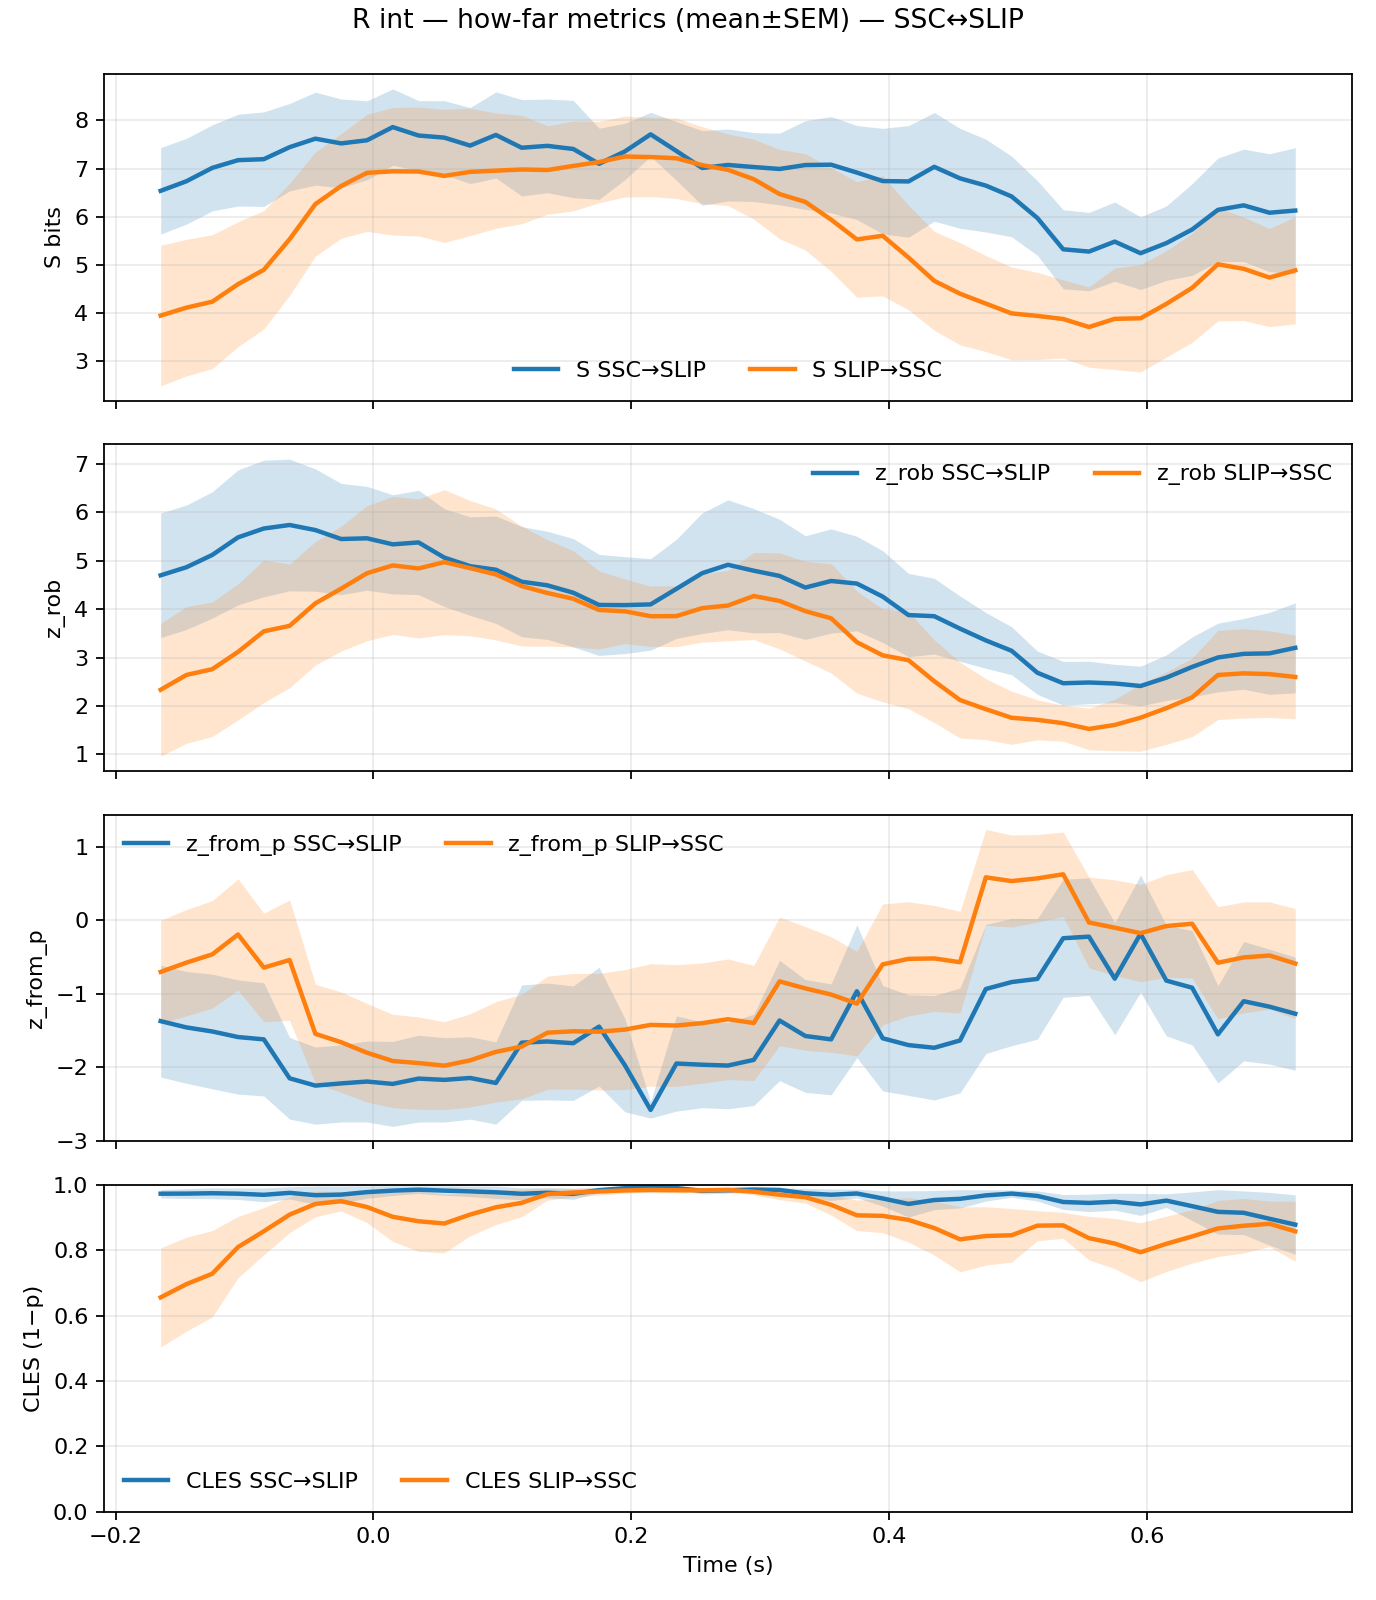 R int — how-far metrics (mean±SEM) — SSC↔SLIP
8
7
6
5
4
3
S bits
S SSC→SLIP
S SLIP→SSC
7
6
5
4
3
2
1
z_rob
z_rob SSC→SLIP
z_rob SLIP→SSC
1
0
−1
−2
−3
z_from_p
z_from_p SSC→SLIP
z_from_p SLIP→SSC
1.0
0.8
0.6
0.4
0.2
0.0
CLES (1−p)
CLES SSC→SLIP
CLES SLIP→SSC
−0.2
0.0
0.2
0.4
0.6
Time (s)